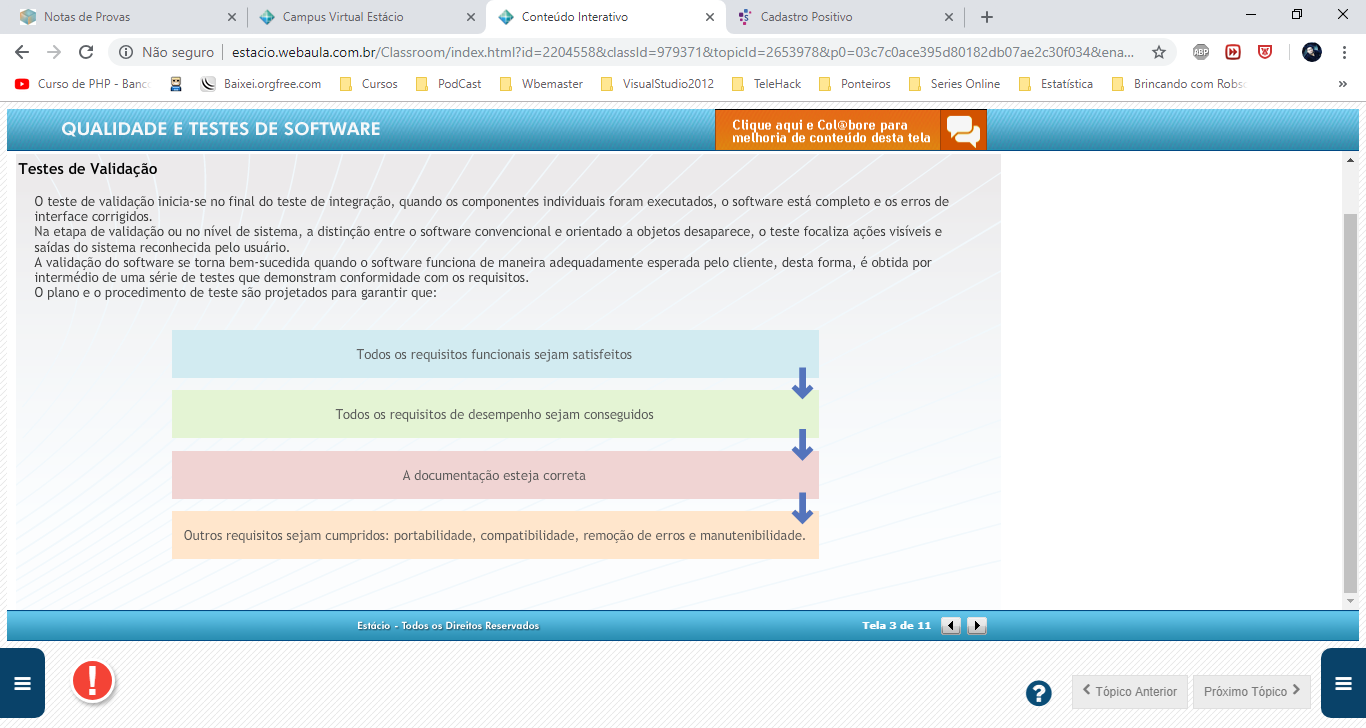 Notas de Provas
Campus Virtual Estácio
Conteúdo Interativo
Cadastro Positivo
Não seguro
estacio.webaula.com.br/Classroom/index.html?id=2204558&classId=979371&topicId=2653978&p0=03c7c0ace395d80182db07ae2c30f034&ena...
ABP
Curso de PHP - Banco
Baixei.orgfree.com
Cursos
PodCast
Wbemaster
VisualStudio2012
TeleHack
Ponteiros
Series Online
Estatística
Brincando com Robso
»
QUALIDADE E TESTES DE SOFTWARE
Clique aqui e Col@bore para
melhoria de conteúdo desta tela
Testes de Validação
O teste de validação inicia-se no final do teste de integração, quando os componentes individuais foram executados, o software está completo e os erros de
interface corrigidos.
Na etapa de validação ou no nível de sistema, a distinção entre o software convencional e orientado a objetos desaparece, o teste focaliza ações visíveis e
saídas do sistema reconhecida pelo usuário.
A validação do software se torna bem-sucedida quando o software funciona de maneira adequadamente esperada pelo cliente, desta forma, é obtida por
intermédio de uma série de testes que demonstram conformidade com os requisitos.
O plano e o procedimento de teste são projetados para garantir que:
Todos os requisitos funcionais sejam satisfeitos
Todos os requisitos de desempenho sejam conseguidos
A documentação esteja correta
Outros requisitos sejam cumpridos: portabilidade, compatibilidade, remoção de erros e manutenibilidade.
Estácio - Todos os Direitos Reservados
Tela 3 de 11
!
?
Tópico Anterior
Próximo Tópico